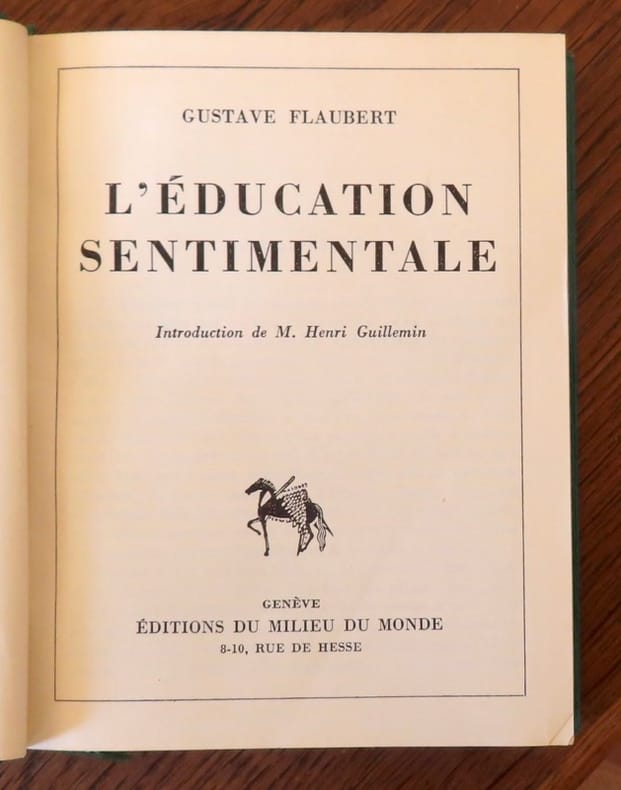 GUSTAVE FLAUBERT
L'ÉDUCATION
SENTIMENTALE
Introduction de M. Henri Guillemin
GENÈVE
ÉDITIONS DU MILIEU DU MONDE
8-10, RUE DE HESSE